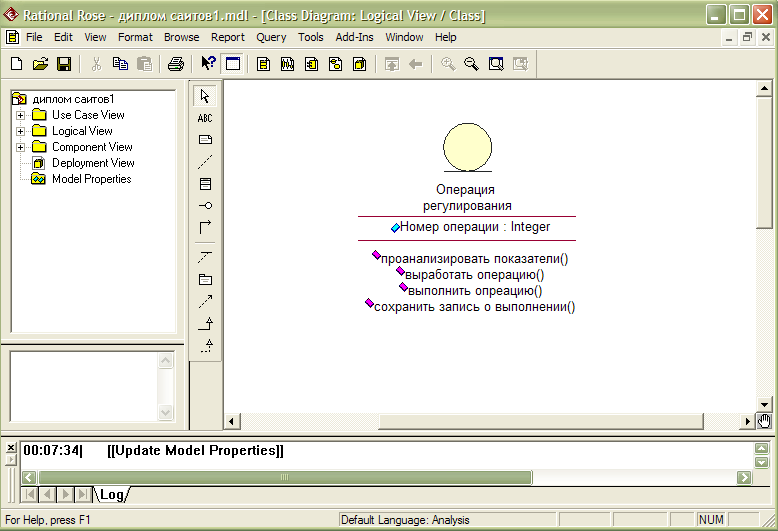 Rational Rose - диплом саитов1.mdl - [Class Diagram: Logical View / Class]
File Edit View Format Browse Report Query Tools Add-Ins Window Help
диплом саитов1
Use Case View
Logical View
Component View
Deployment View
Model Properties
ABC
Операция
регулирования
Номер операции : Integer
проанализировать показатели()
выработать операцию()
выполнить опреацию()
сохранить запись о выполнении()
00:07:34| [[Update Model Properties]]
Log
For Help, press F1 Default Language: Analysis NUM